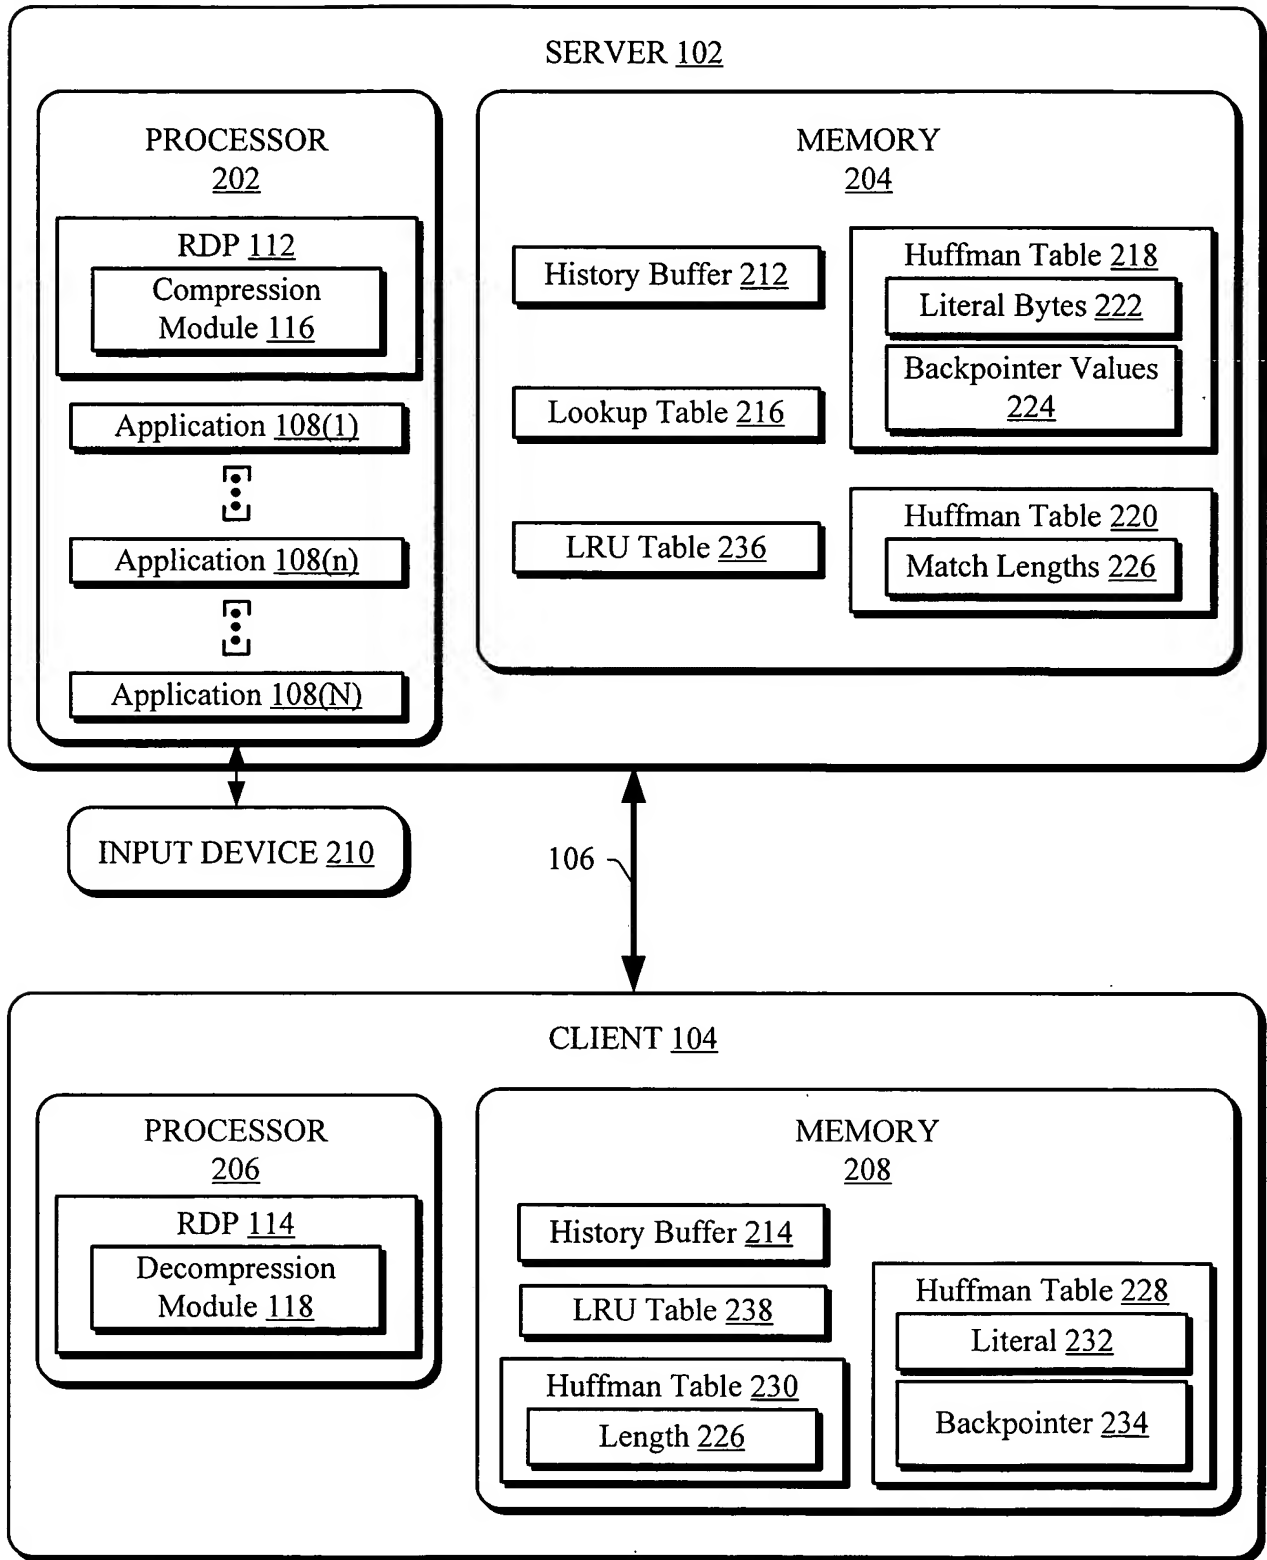 SERVER 102
PROCESSOR
202
RDP 112
Compression
Module 116
Application 108(1)
Application 108(n)
Application 108(N)
MEMORY
204
History Buffer 212
Lookup Table 216
LRU Table 236
Huffman Table 218
Literal Bytes 222
Backpointer Values
224
Huffman Table 220
Match Lengths 226
INPUT DEVICE 210
106
CLIENT 104
PROCESSOR
206
RDP 114
Decompression
Module 118
MEMORY
208
History Buffer 214
LRU Table 238
Huffman Table 230
Length 226
Huffman Table 228
Literal 232
Backpointer 234